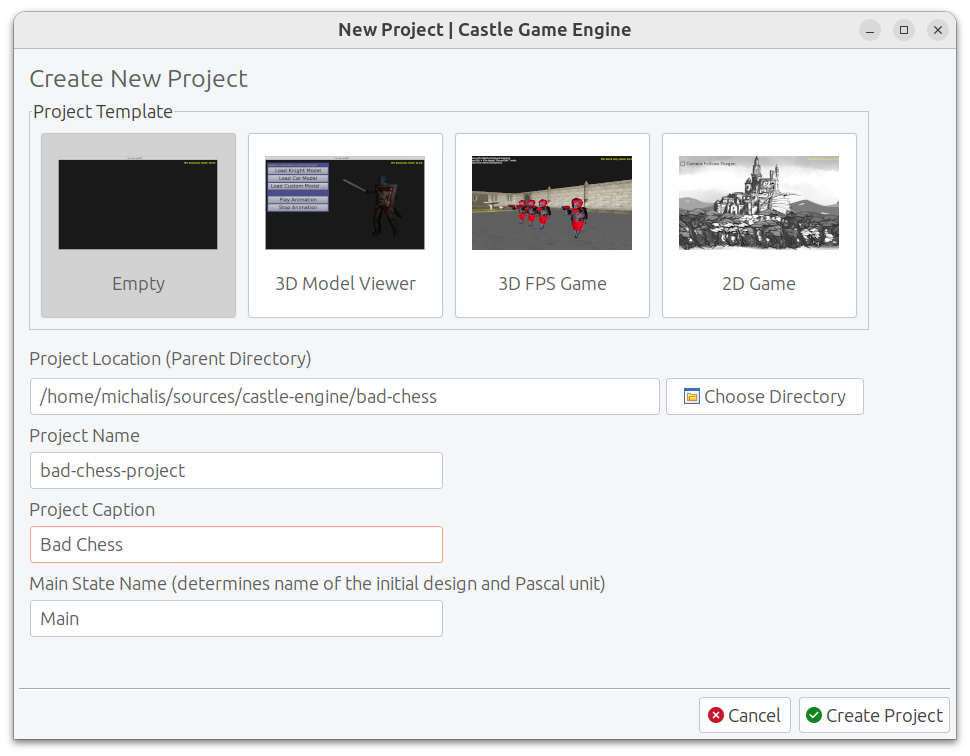 New Project | Castle Game Engine
Create New Project
Project Template
Load Knight Model
Load Car Model
Load Custom Model
Play Animation
Stop Animation
Camera Follows Dragon
Empty
3D Model Viewer
3D FPS Game
2D Game
Project Location (Parent Directory)
/home/michalis/sources/castle-engine/bad-chess
Choose Directory
Project Name
bad-chess-project
Project Caption
Bad Chess
Main State Name (determines name of the initial design and Pascal unit)
Main
Cancel
Create Project